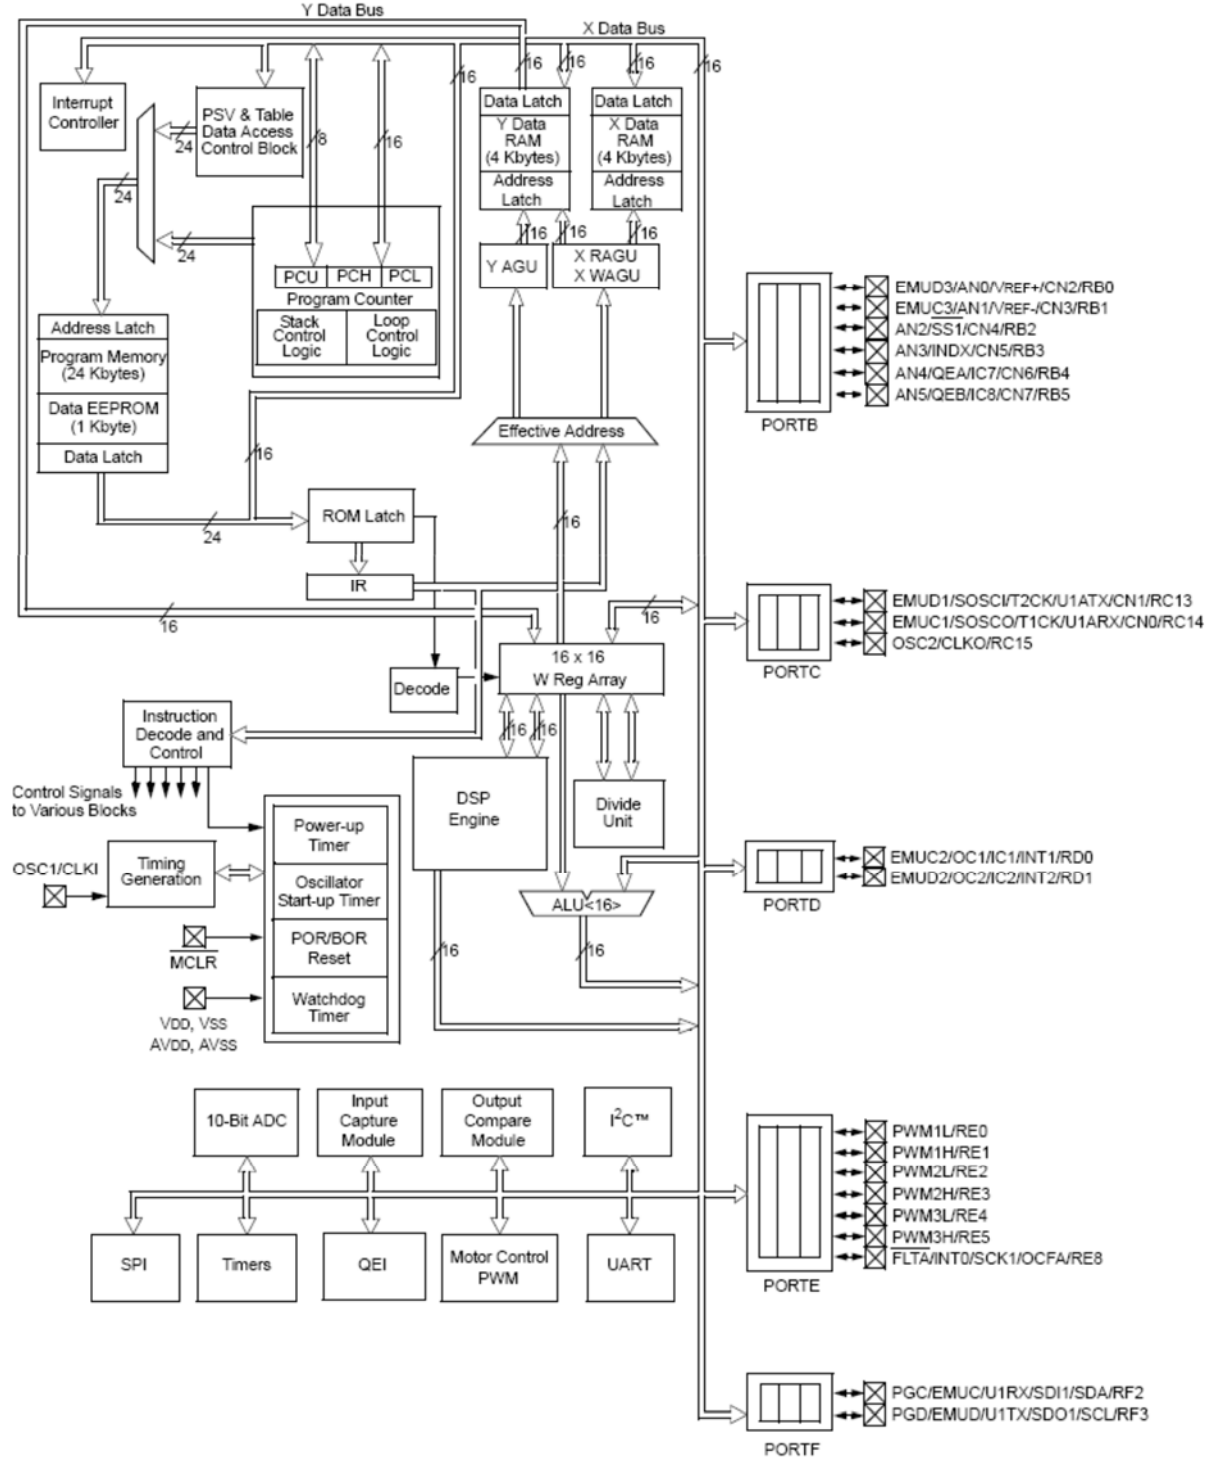 Y Data Bus
X Data Bus
16
16
16
16
16
Interrupt
Controller
PSV & Table
Data Access
Control Block
24
8
16
24
24
Data Latch
Y Data
RAM
(4 Kbytes)
Address
Latch
Data Latch
X Data
RAM
(4 Kbytes)
Address
Latch
16
16
16
Y AGU
X RAGU
X WAGU
PCU
PCH
PCL
Program Counter
Stack
Control
Logic
Loop
Control
Logic
Address Latch
Program Memory
(24 Kbytes)
Data EEPROM
(1 Kbyte)
Data Latch
Effective Address
16
24
16
ROM Latch
IR
16
16
16 x 16
W Reg Array
Decode
16
16
Instruction
Decode and
Control
Control Signals
to Various Blocks
DSP
Engine
Divide
Unit
Power-up
Timer
OSC1/CLKI
Timing
Generation
Oscillator
Start-up Timer
ALU<16>
POR/BOR
Reset
MCLR
16
16
Watchdog
Timer
VDD, VSS
AVDD, AVSS
10-Bit ADC
Input
Capture
Module
Output
Compare
Module
I2C™
SPI
Timers
QEI
Motor Control
PWM
UART
EMUD3/AN0/VREF+/CN2/RB0
EMUC3/AN1/VREF-/CN3/RB1
AN2/SS1/CN4/RB2
AN3/INDX/CN5/RB3
AN4/QEA/IC7/CN6/RB4
AN5/QEB/IC8/CN7/RB5
PORTB
EMUD1/SOSCI/T2CK/U1ATX/CN1/RC13
EMUC1/SOSCO/T1CK/U1ARX/CN0/RC14
OSC2/CLKO/RC15
PORTC
EMUC2/OC1/IC1/INT1/RD0
EMUD2/OC2/IC2/INT2/RD1
PORTD
PWM1L/RE0
PWM1H/RE1
PWM2L/RE2
PWM2H/RE3
PWM3L/RE4
PWM3H/RE5
FLTA/INT0/SCK1/OCFA/RE8
PORTE
PGC/EMUC/U1RX/SDI1/SDA/RF2
PGD/EMUD/U1TX/SDO1/SCL/RF3
PORTF